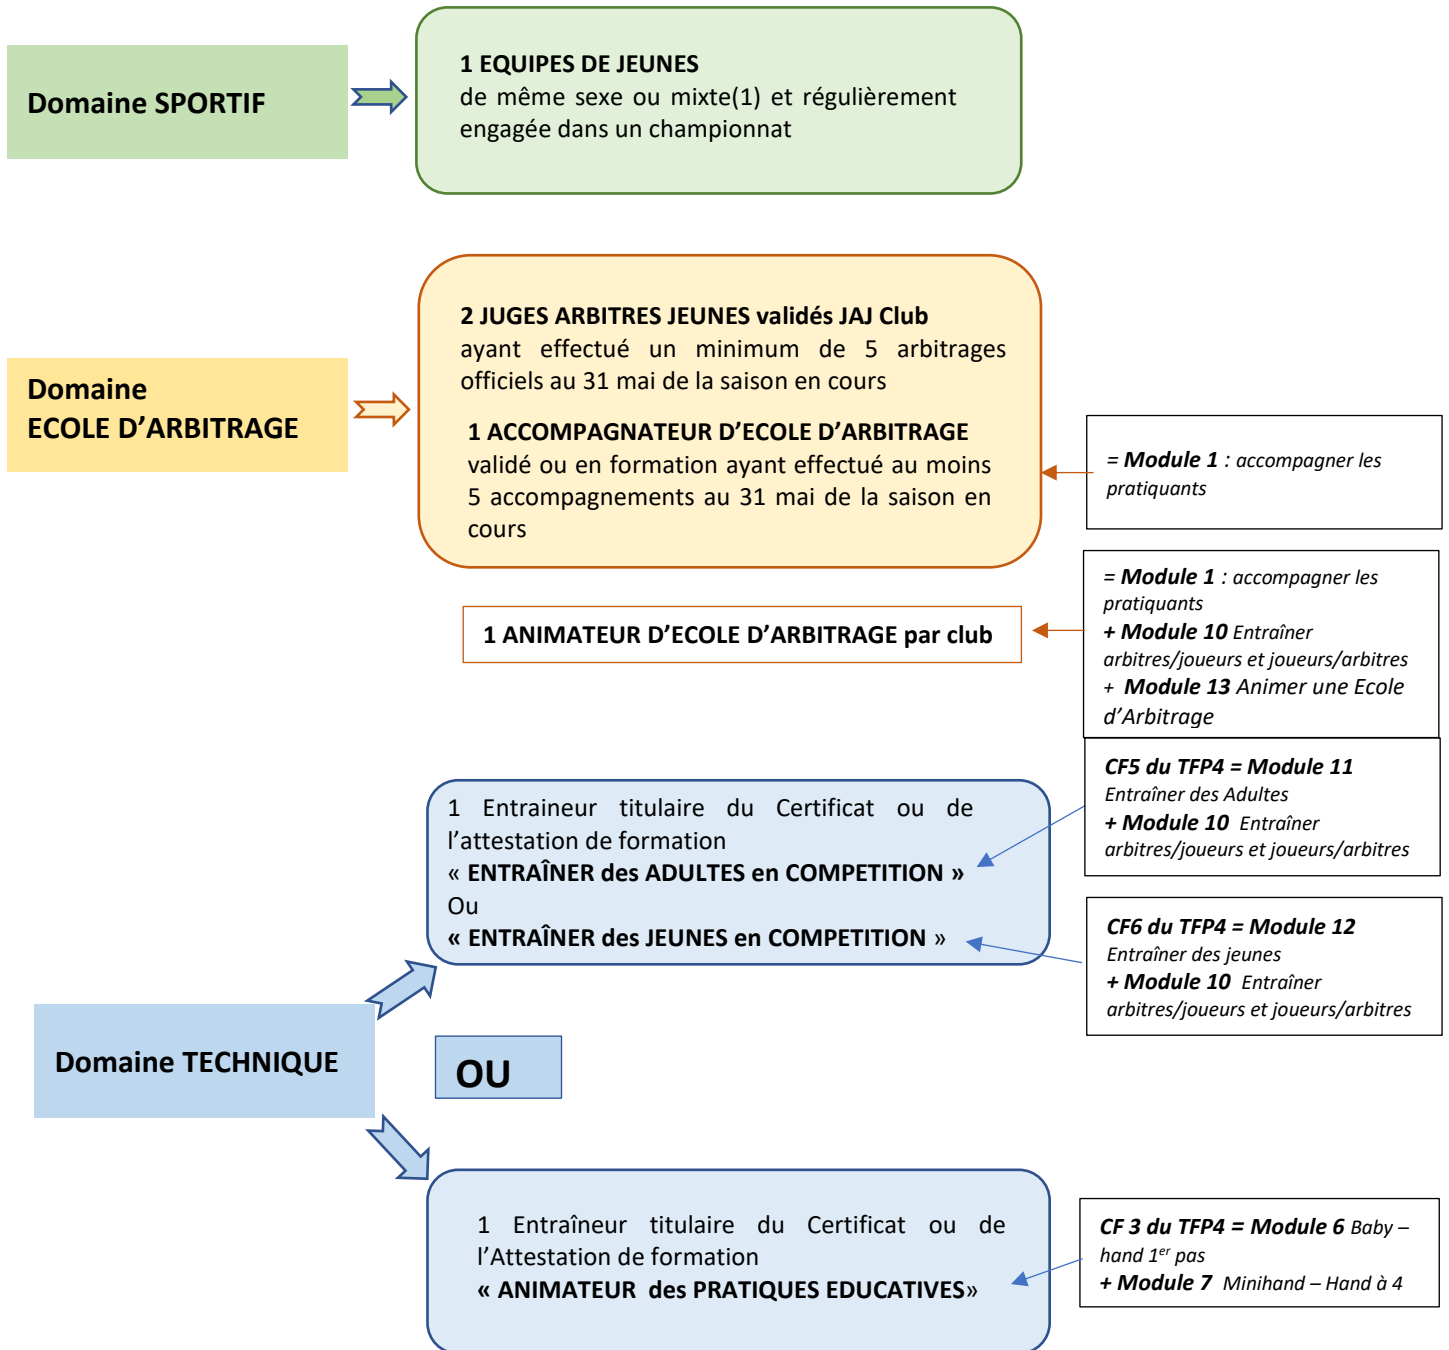 Domaine SPORTIF
1 EQUIPES DE JEUNES
de même sexe ou mixte(1) et régulièrement
engagée dans un championnat
Domaine
ECOLE D’ARBITRAGE
2 JUGES ARBITRES JEUNES validés JAJ Club
ayant effectué un minimum de 5 arbitrages
officiels au 31 mai de la saison en cours
1 ACCOMPAGNATEUR D’ECOLE D’ARBITRAGE
validé ou en formation ayant effectué au moins
5 accompagnements au 31 mai de la saison en
cours
= Module 1 : accompagner les
pratiquants
1 ANIMATEUR D’ECOLE D’ARBITRAGE par club
= Module 1 : accompagner les
pratiquants
+ Module 10 Entraîner
arbitres/joueurs et joueurs/arbitres
+ Module 13 Animer une Ecole
d’Arbitrage
Domaine TECHNIQUE
1 Entraineur titulaire du Certificat ou de
l’attestation de formation
« ENTRAÎNER des ADULTES en COMPETITION »
Ou
« ENTRAÎNER des JEUNES en COMPETITION »
CF5 du TFP4 = Module 11
Entraîner des Adultes
+ Module 10 Entraîner
arbitres/joueurs et joueurs/arbitres
CF6 du TFP4 = Module 12
Entraîner des jeunes
+ Module 10 Entraîner
arbitres/joueurs et joueurs/arbitres
OU
1 Entraîneur titulaire du Certificat ou de
l’Attestation de formation
« ANIMATEUR des PRATIQUES EDUCATIVES»
CF 3 du TFP4 = Module 6 Baby –
hand 1er pas
+ Module 7 Minihand – Hand à 4